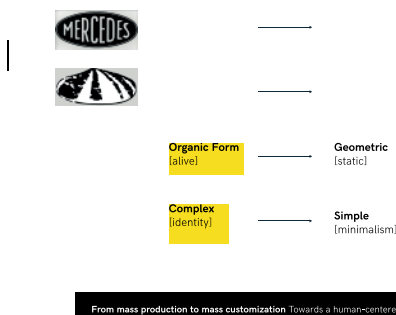 MERCEDES
Organic Form
[alive]
Geometric
[static]
Complex
[identity]
Simple
[minimalism]
From mass production to mass customization Towards a human-centere